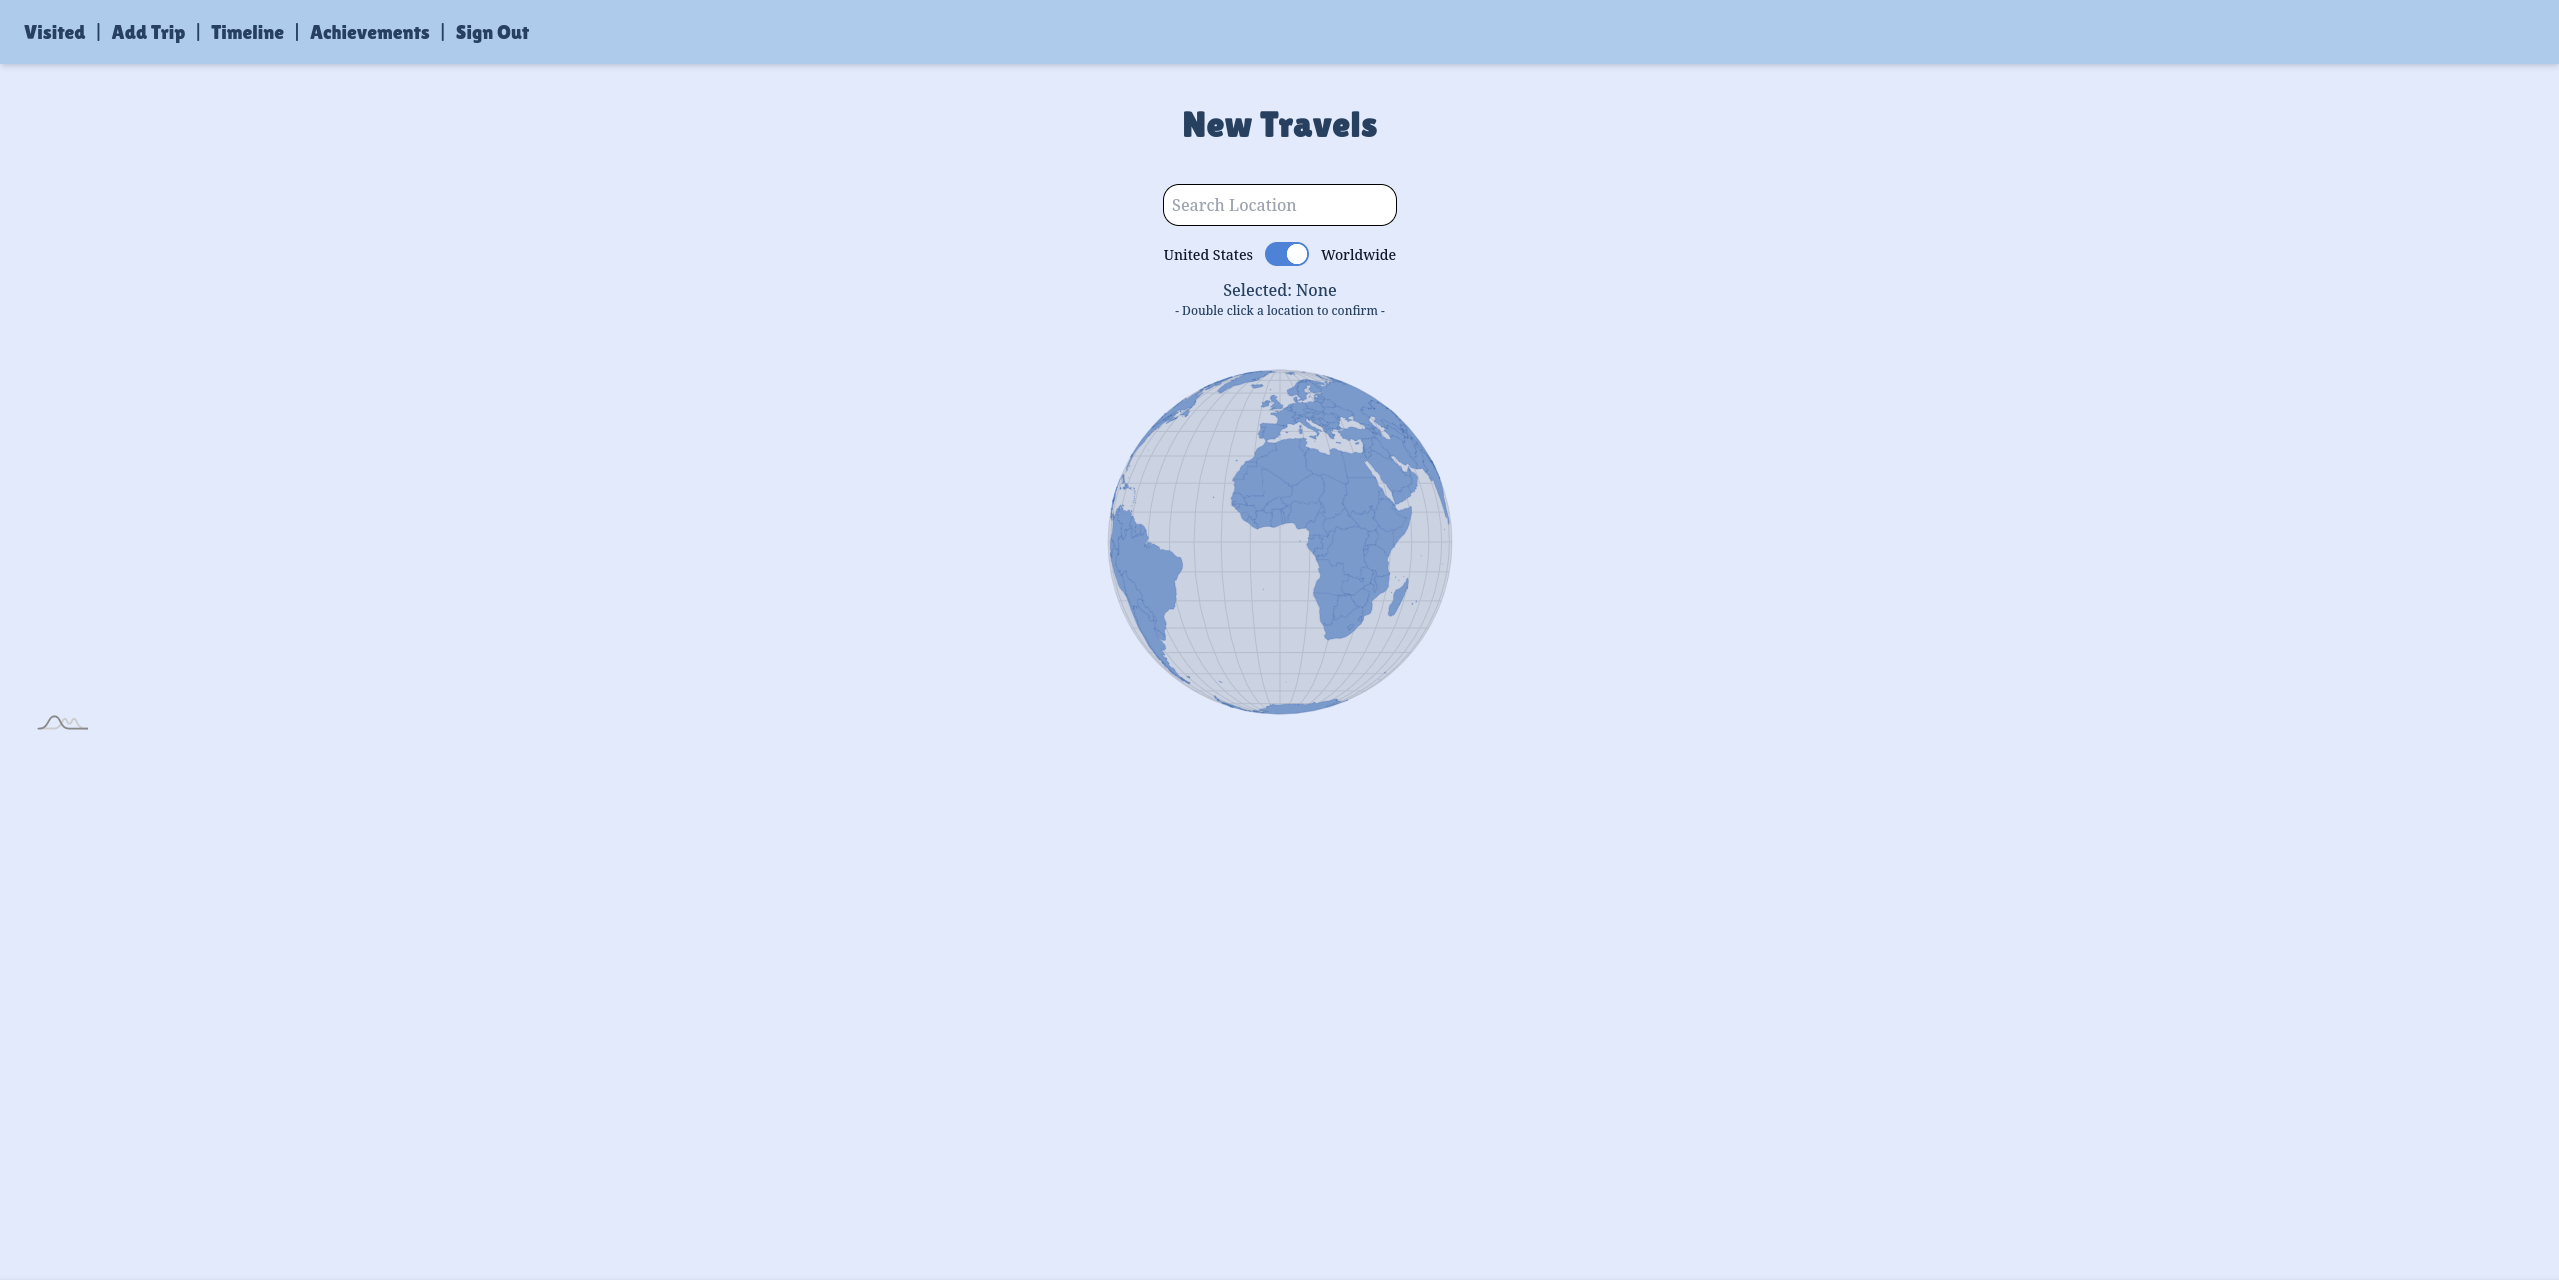 Visited | Add Trip | Timeline | Achievements | Sign Out
New Travels
Search Location
United States Worldwide
Selected: None
- Double click a location to confirm -